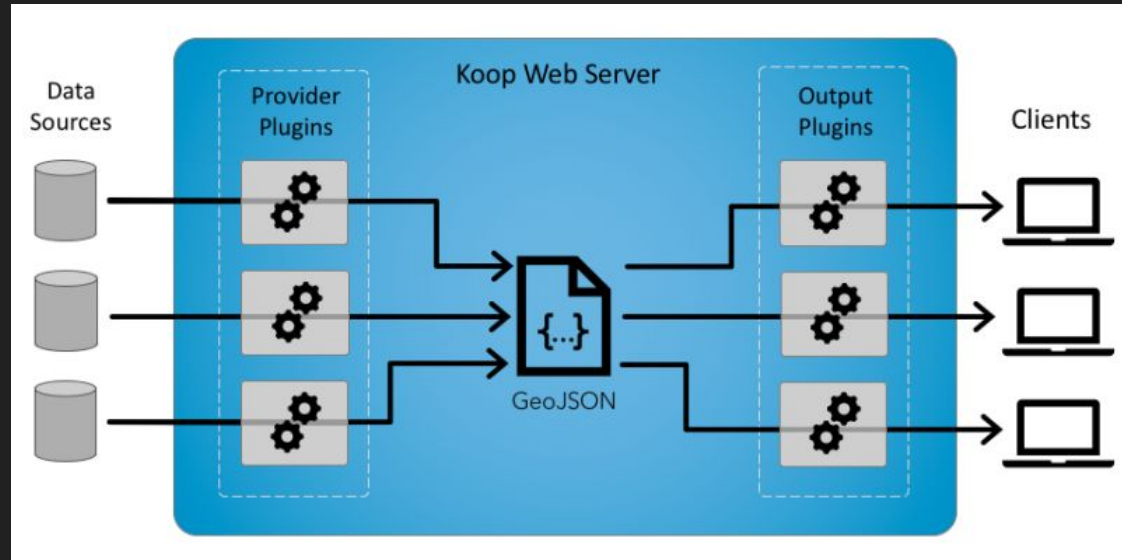 Koop Web Server
Data
Sources
Provider
Plugins
Output
Plugins
Clients
{...}
GeoJSON